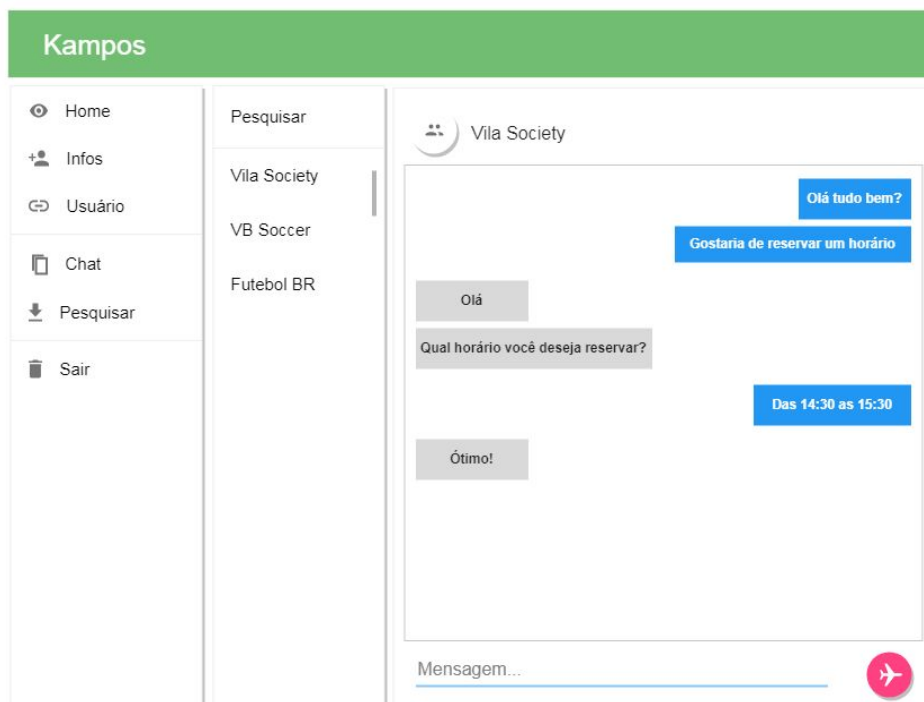 Kampos
Home
Infos
Usuário
Chat
Pesquisar
Sair
Pesquisar
Vila Society
VB Soccer
Futebol BR
Vila Society
Olá tudo bem?
Gostaria de reservar um horário
Olá
Qual horário você deseja reservar?
Das 14:30 as 15:30
Ótimo!
Mensagem...